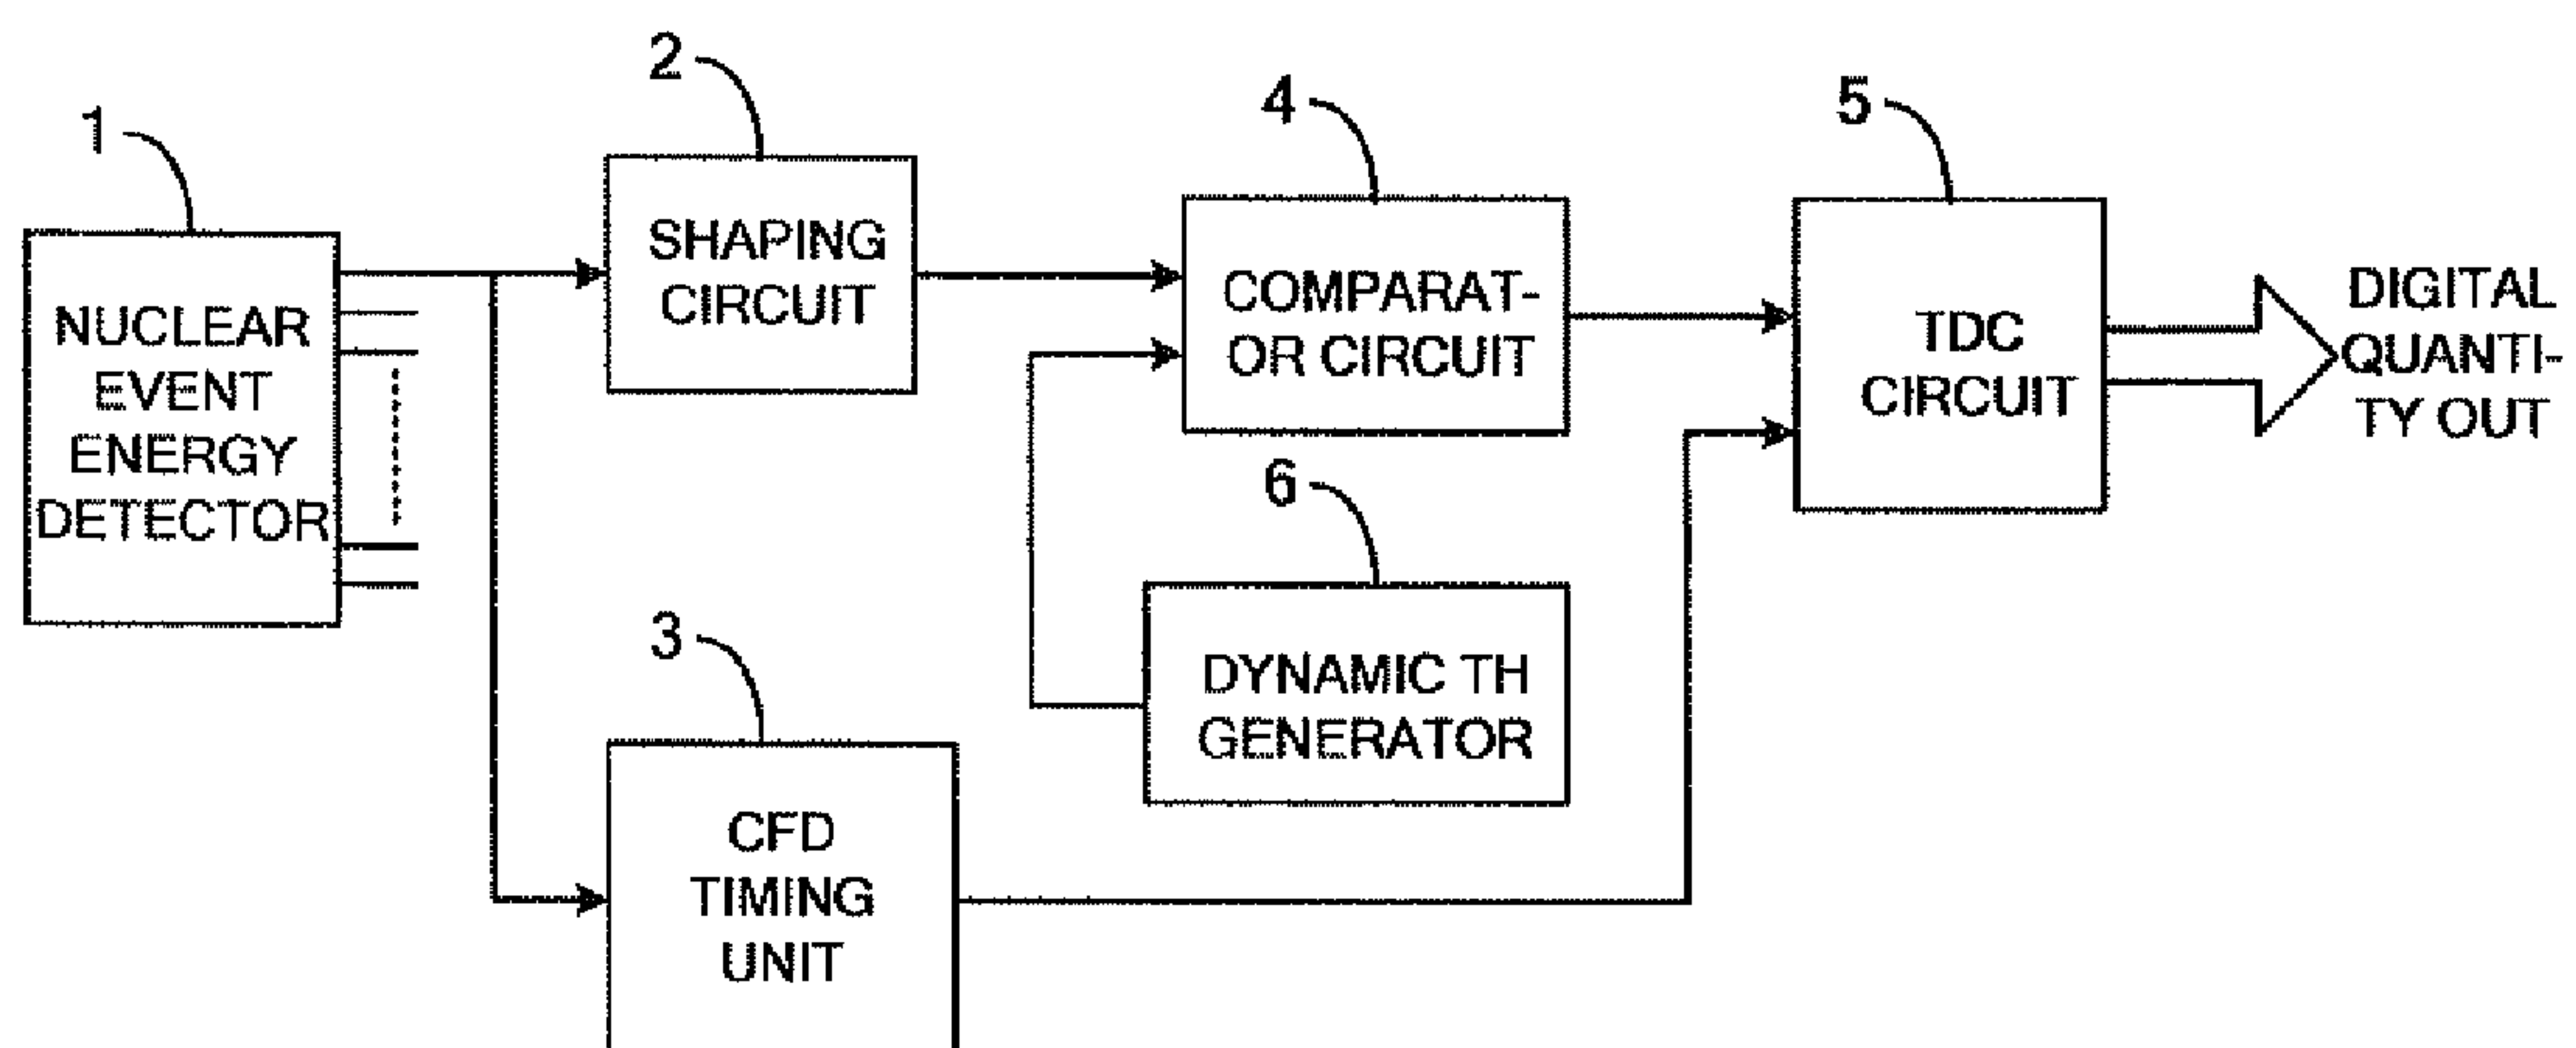 1
NUCLEAR
EVENT
ENERGY
DETECTOR
2
SHAPING
CIRCUIT
3
CFD
TIMING
UNIT
4
COMPARAT-
OR CIRCUIT
6
DYNAMIC TH
GENERATOR
5
TDC
CIRCUIT
DIGITAL
QUANTI-
TY OUT